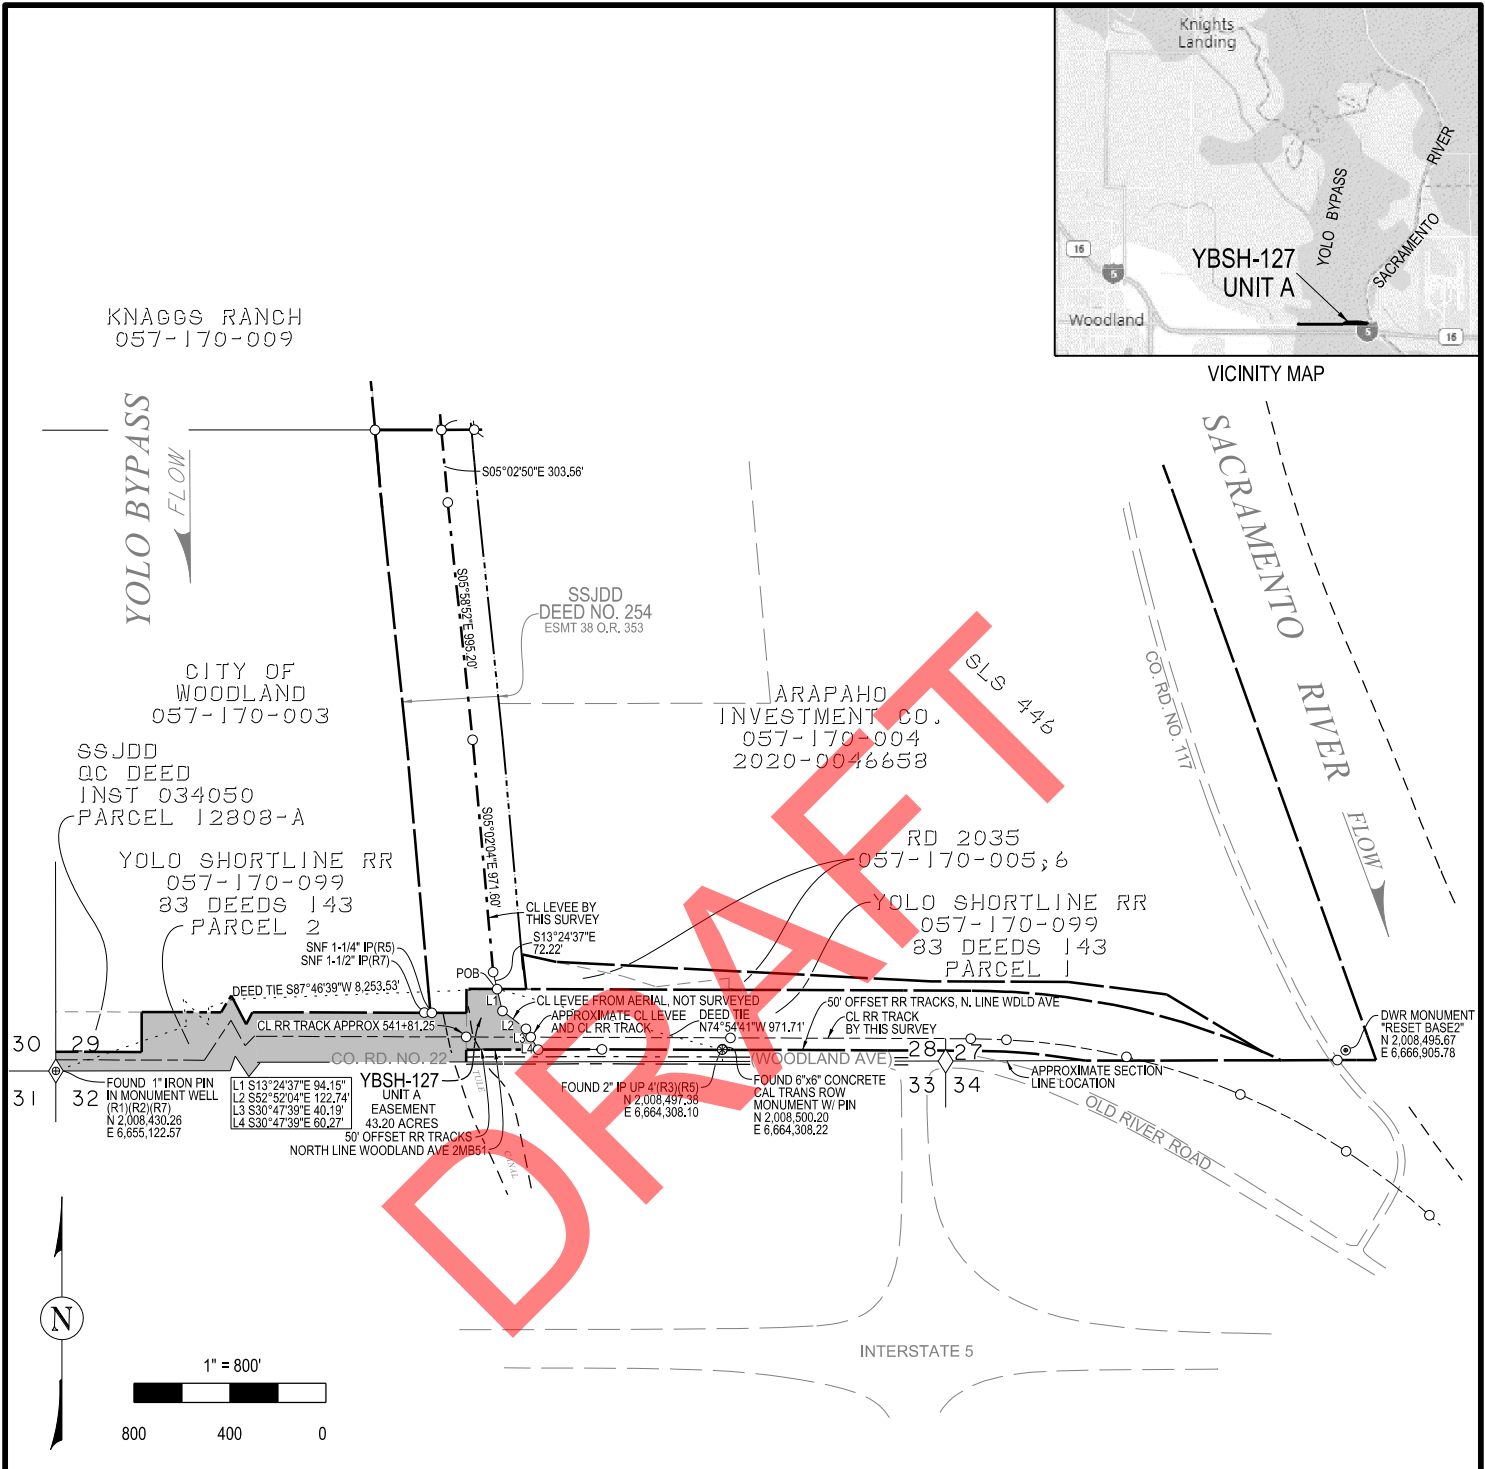 Knights
Landing
YOLO BYPASS
RIVER
SACRAMENTO
YBSH-127
UNIT A
16
5
Woodland
5
16
VICINITY MAP
KNAGGS RANCH
057-170-009
YOLO BYPASS
FLOW
S05°02'50"E 303.56'
S05°58'52"E 995.20'
S05°02'04"E 971.60'
SSJDD
DEED NO. 254
ESMT 38 O.R. 353
SACRAMENTO RIVER
FLOW
CO. RD. NO. 117
SLS 446
CITY OF
WOODLAND
057-170-003
ARAPAHO
INVESTMENT CO.
057-170-004
2020-0046658
SSJDD
QC DEED
INST 034050
PARCEL 12808-A
YOLO SHORTLINE RR
057-170-099
83 DEEDS 143
PARCEL 2
RD 2035
057-170-005;6
YOLO SHORTLINE RR
057-170-099
83 DEEDS 143
PARCEL 1
CL LEVEE BY
THIS SURVEY
S13°24'37"E
72.22'
SNF 1-1/4" IP(R5)
SNF 1-1/2" IP(R7)
POB
DEED TIE S87°46'39"W 8,253.53'
L1
L2
L3
L4
CL LEVEE FROM AERIAL, NOT SURVEYED
APPROXIMATE CL LEVEE
AND CL RR TRACK
DEED TIE
N74°54'41"W 971.71'
50' OFFSET RR TRACKS, N. LINE WDLD AVE
CL RR TRACK
BY THIS SURVEY
CL RR TRACK APPROX 541+81.25
DWR MONUMENT
"RESET BASE2"
N 2,008,495.67
E 6,666,905.78
30 29
31 32
28 27
33 34
CO. RD. NO. 22
(WOODLAND AVE)
APPROXIMATE SECTION
LINE LOCATION
FOUND 1" IRON PIN
IN MONUMENT WELL
(R1)(R2)(R7)
N 2,008,430.26
E 6,655,122.57
L1 S13°24'37"E 94.15"
L2 S52°52'04"E 122.74'
L3 S30°47'39"E 40.19'
L4 S30°47'39"E 60.27'
YBSH-127
UNIT A
EASEMENT
43.20 ACRES
50' OFFSET RR TRACKS
NORTH LINE WOODLAND AVE 2MB51
TULE
CANAL
FOUND 2" IP UP 4'(R3)(R5)
N 2,008,497.38
E 6,664,308.10
FOUND 6"x6" CONCRETE
CAL TRANS ROW
MONUMENT W/ PIN
N 2,008,500.20
E 6,664,308.22
OLD RIVER ROAD
INTERSTATE 5
DRAFT
N
1" = 800'
800 400 0